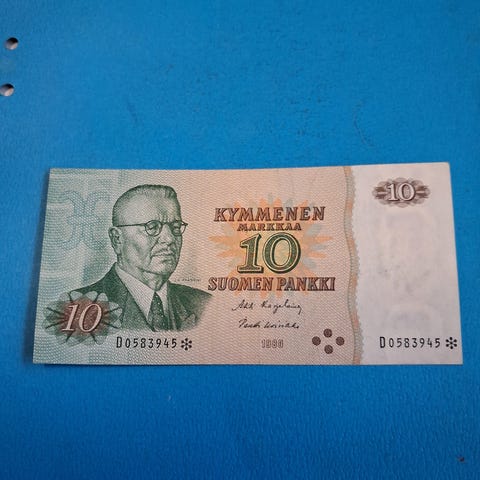 10
KYMMENEN
MARKKAA
10
SUOMEN PANKKI
1980
10
D0583945*
D0583945*